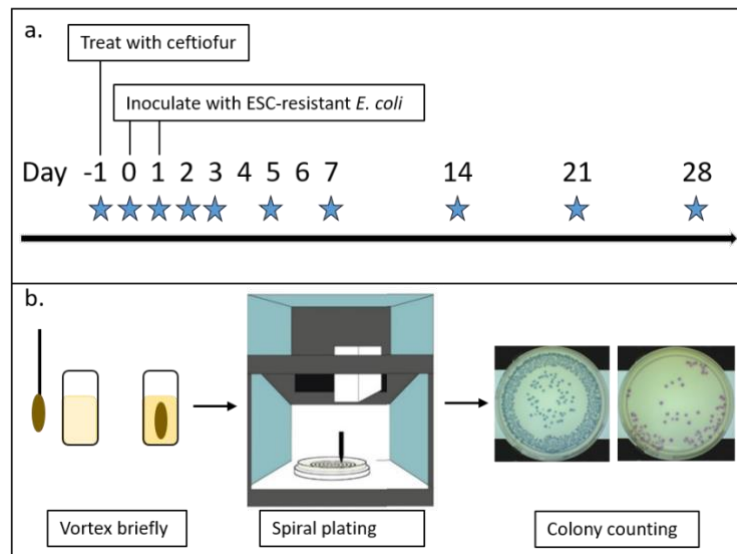 a.
Treat with ceftiofur
Inoculate with ESC-resistant E. coli
Day -1 0 1 2 3 4 5 6 7 14 21 28
b.
Vortex briefly
Spiral plating
Colony counting